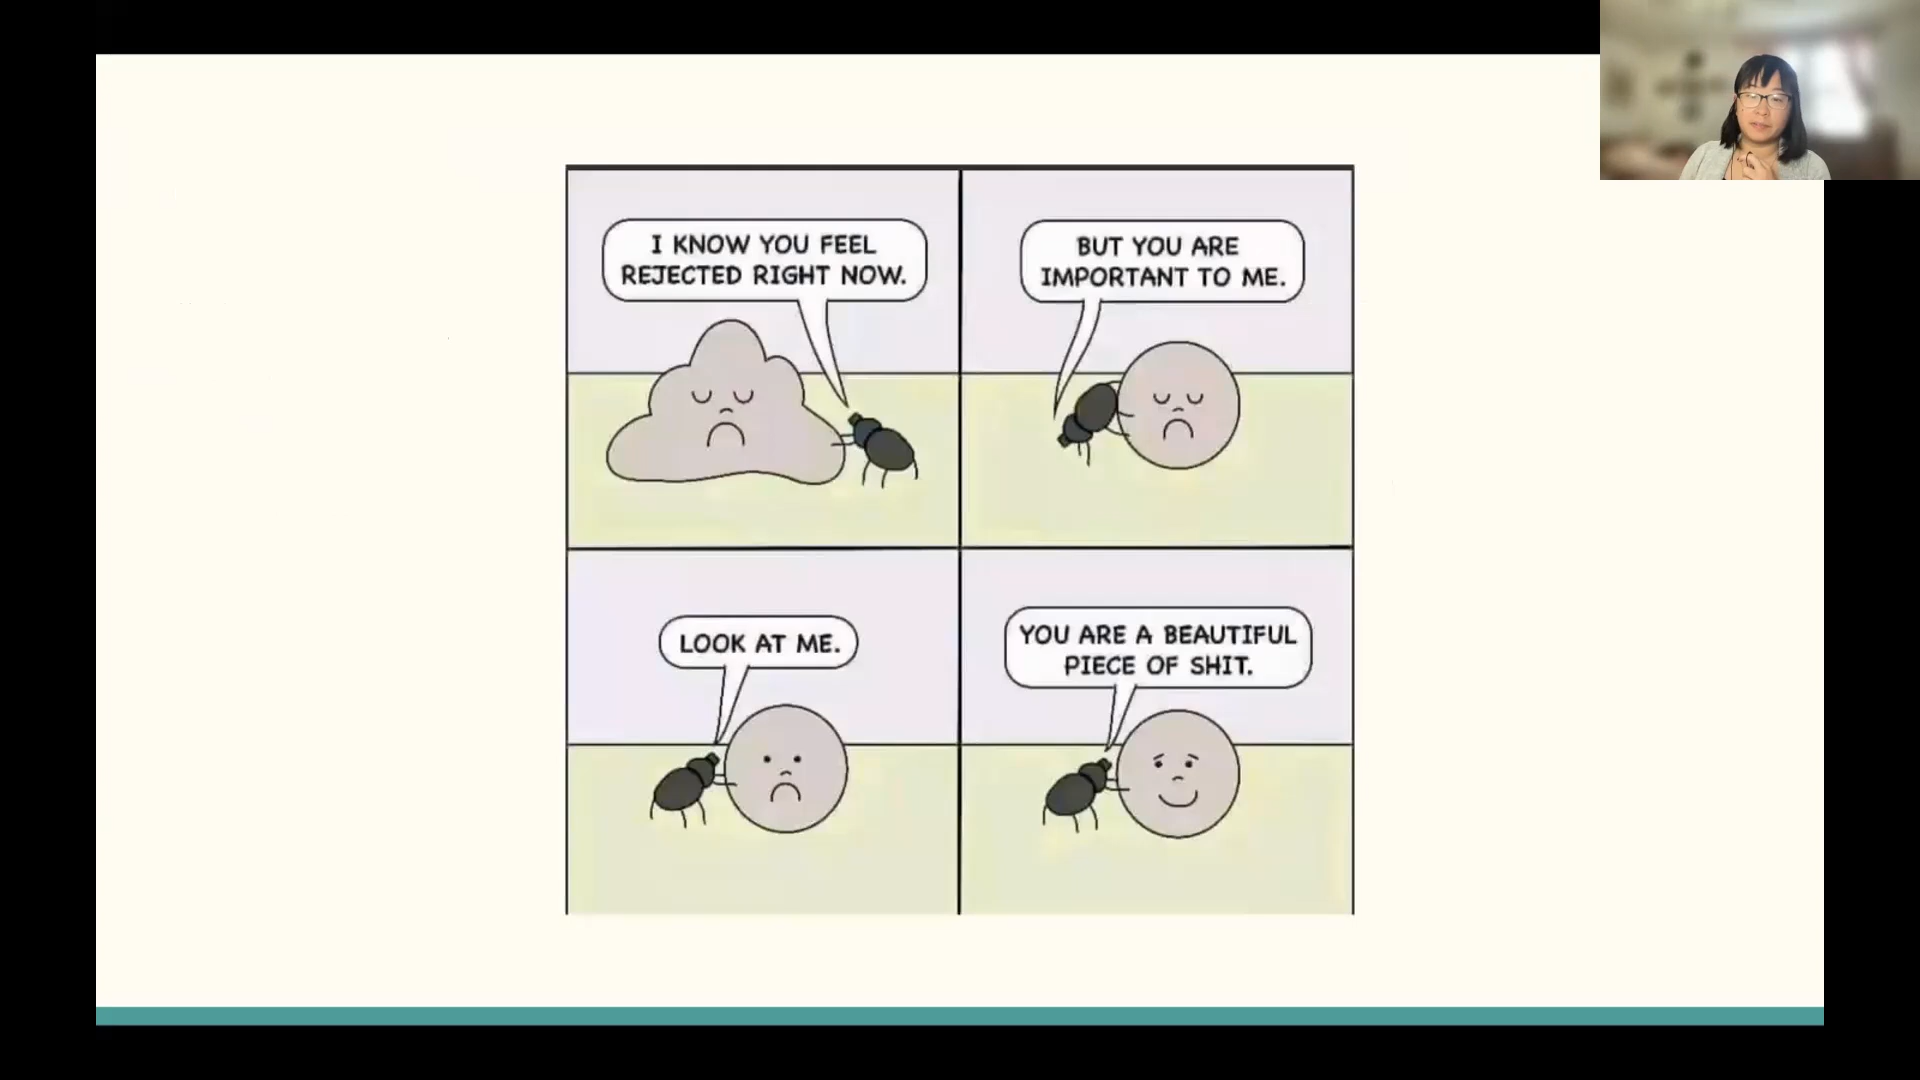 I KNOW YOU FEEL
REJECTED RIGHT NOW.
BUT YOU ARE
IMPORTANT TO ME.
LOOK AT ME.
YOU ARE A BEAUTIFUL
PIECE OF SHIT.